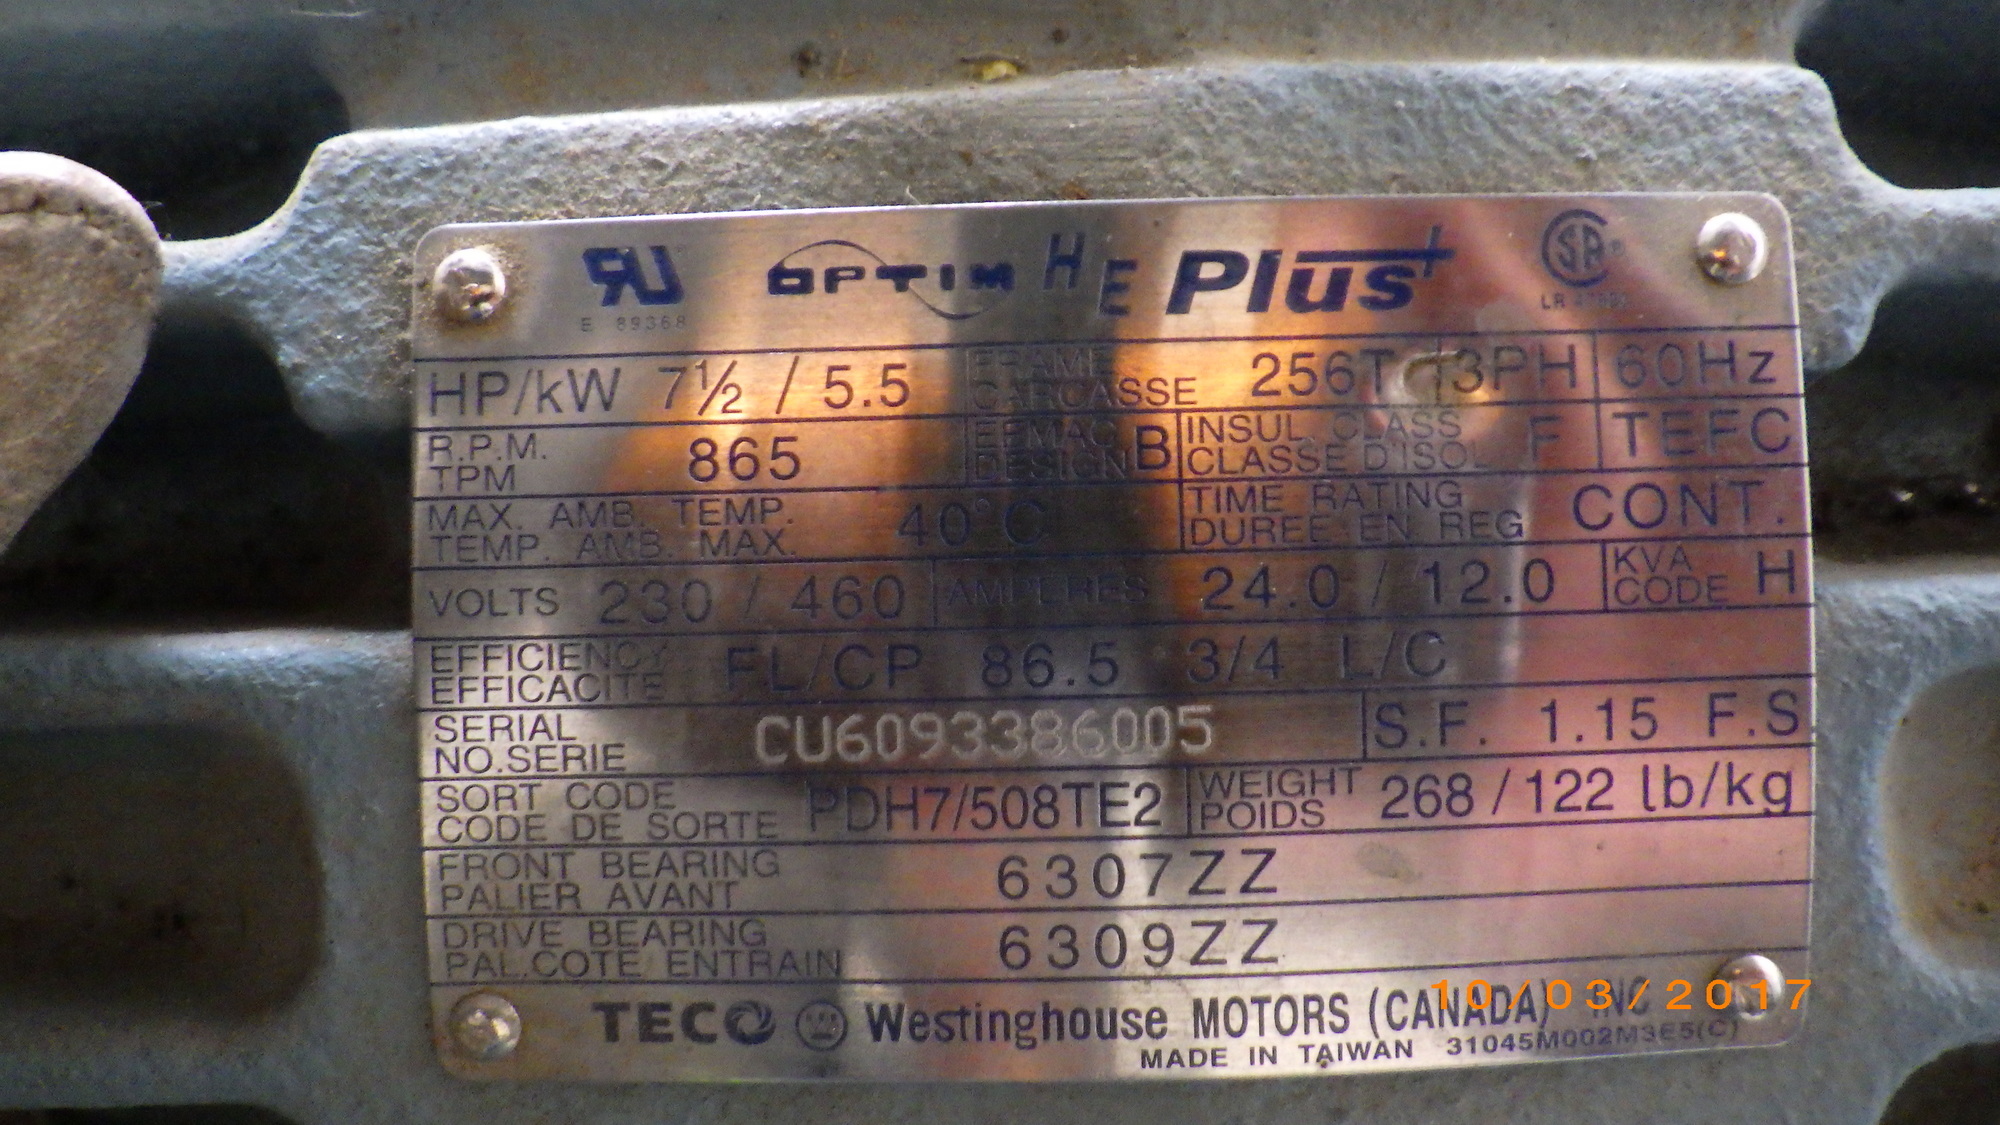 RU OPTIM HE Plus+ SA ®
E 89368 LR
HP/kW 7½ / 5.5 FRAME CARCASSE 256T 3PH 60Hz
R.P.M. TPM 865 EEMAC DESIGN B INSUL CLASS CLASSE D'ISOL F TEFC
MAX. AMB. TEMP. TEMP. AMB. MAX. 40°C TIME RATING DUREE EN REG CONT.
VOLTS 230 / 460 AMPERES 24.0 / 12.0 KVA CODE H
EFFICIENCY EFFICACITE FL/CP 86.5 3/4 L/C
SERIAL NO.SERIE CU6093386005 S.F. 1.15 F.S
SORT CODE CODE DE SORTE PDH7/508TE2 WEIGHT POIDS 268 / 122 lb/kg
FRONT BEARING PALIER AVANT 6307ZZ
DRIVE BEARING PAL.COTE ENTRAIN 6309ZZ
TECO Westinghouse MOTORS (CANADA) INC
MADE IN TAIWAN 31045M002M3E5(C)
10/03/2017